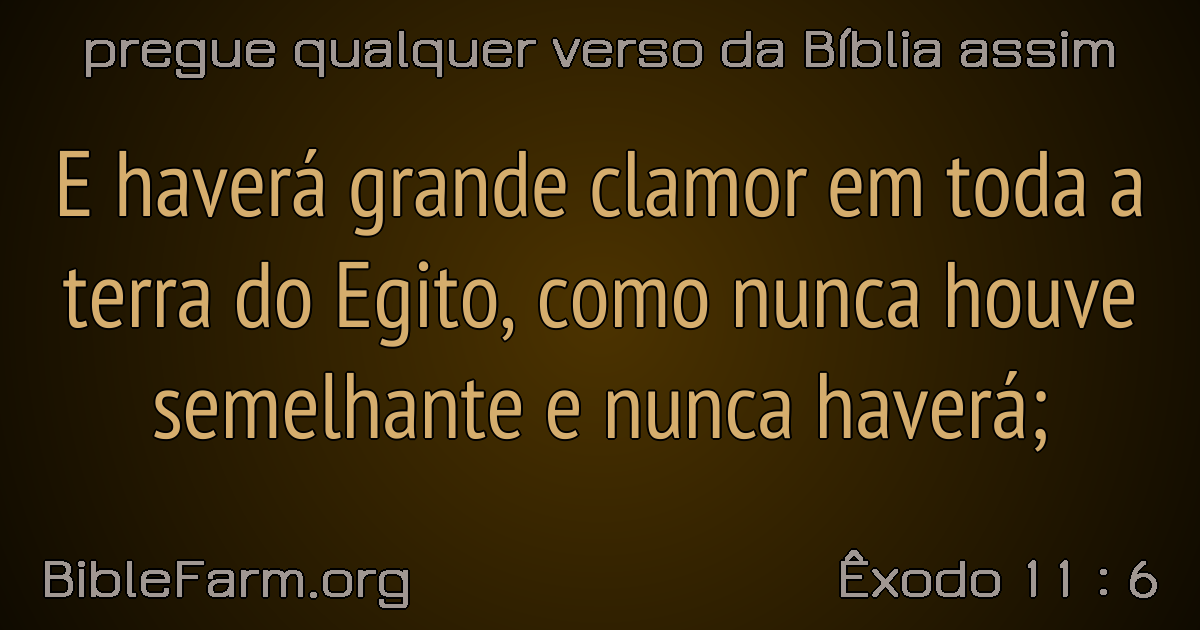 pregue qualquer verso da Bíblia assim
E haverá grande clamor em toda a
terra do Egito, como nunca houve
semelhante e nunca haverá;
BibleFarm.org
Êxodo 11 : 6